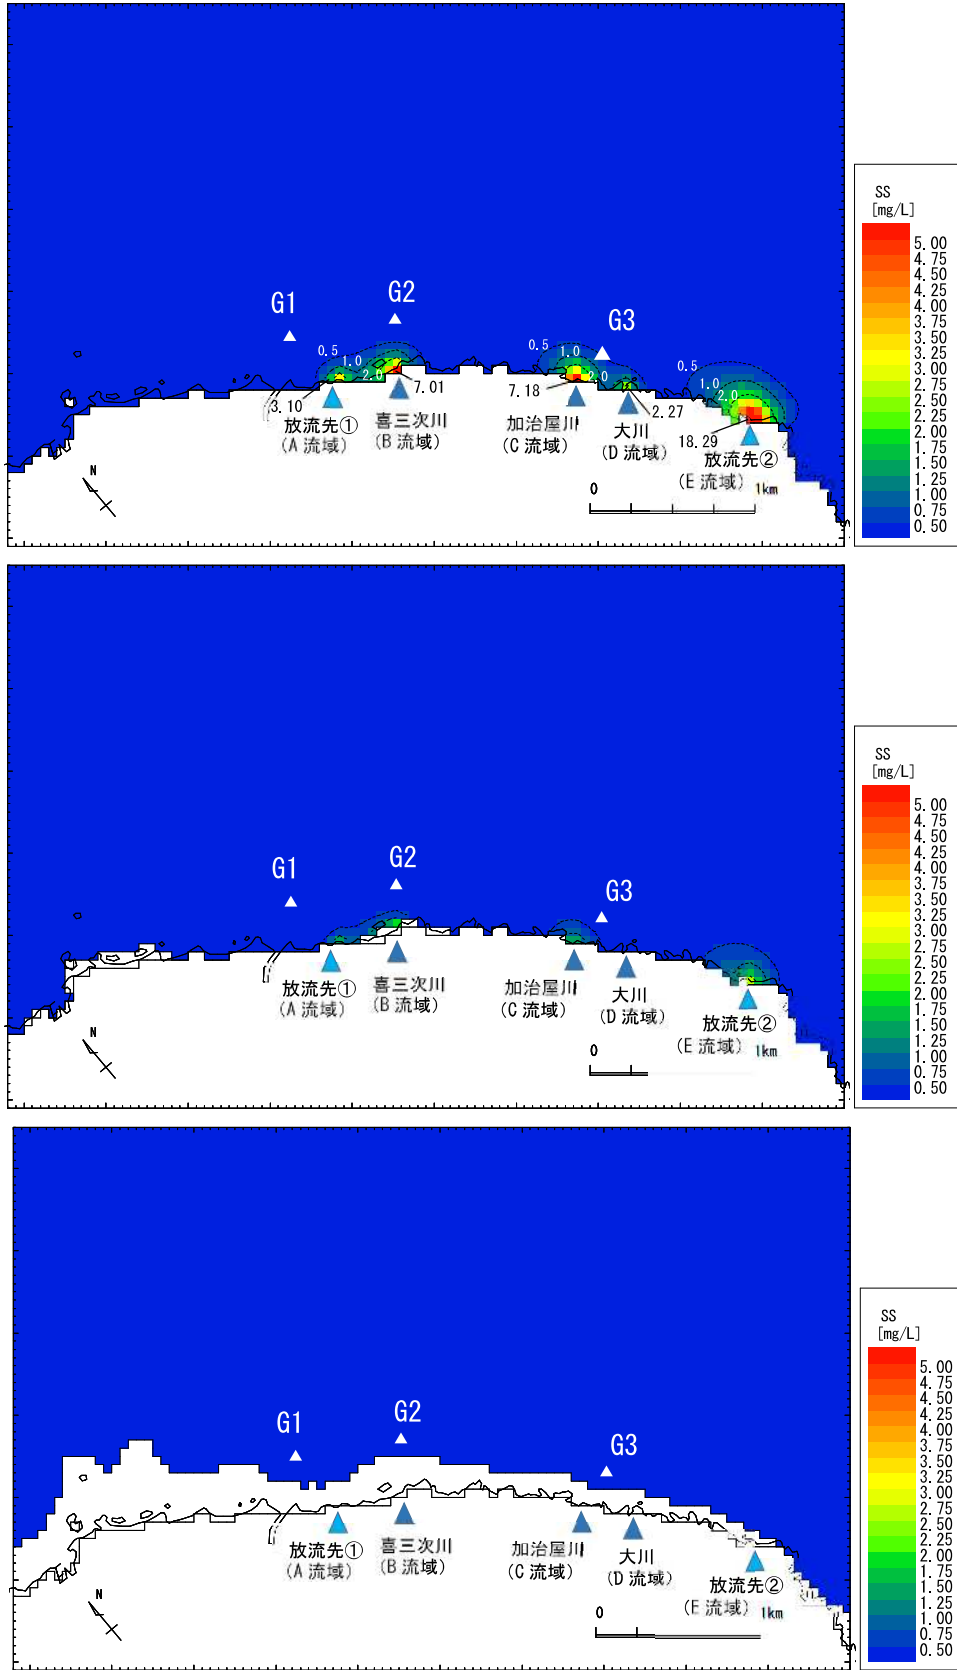 G1
G2
G3
0.5
1.0
2.0
3.10
7.01
0.5
1.0
2.0
7.18
2.27
0.5
1.0
2.0
18.29
放流先①
(A 流域)
喜三次川
(B 流域)
加治屋川
(C 流域)
大川
(D 流域)
放流先②
(E 流域)
N
0
1km
SS
[mg/L]
5.00
4.75
4.50
4.25
4.00
3.75
3.50
3.25
3.00
2.75
2.50
2.25
2.00
1.75
1.50
1.25
1.00
0.75
0.50
G1
G2
G3
放流先①
(A 流域)
喜三次川
(B 流域)
加治屋川
(C 流域)
大川
(D 流域)
放流先②
(E 流域)
N
0
1km
SS
[mg/L]
5.00
4.75
4.50
4.25
4.00
3.75
3.50
3.25
3.00
2.75
2.50
2.25
2.00
1.75
1.50
1.25
1.00
0.75
0.50
G1
G2
G3
放流先①
(A 流域)
喜三次川
(B 流域)
加治屋川
(C 流域)
大川
(D 流域)
放流先②
(E 流域)
N
0
1km
SS
[mg/L]
5.00
4.75
4.50
4.25
4.00
3.75
3.50
3.25
3.00
2.75
2.50
2.25
2.00
1.75
1.50
1.25
1.00
0.75
0.50